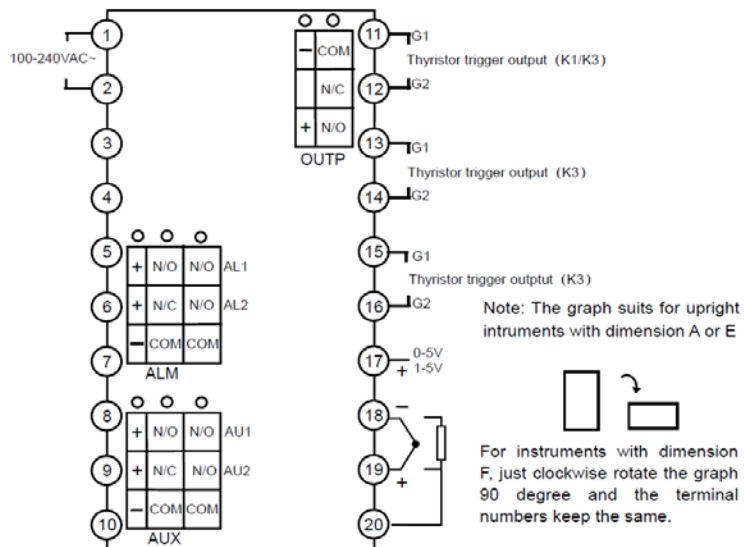 1
100-240VAC~
2
3
4
5
6
7
8
9
10
− COM
N/C
+ N/O
OUTP
+ N/O N/O AL1
+ N/C N/O AL2
− COM COM
ALM
+ N/O N/O AU1
+ N/C N/O AU2
− COM COM
AUX
11 G1
Thyristor trigger output (K1/K3)
12 G2
13 G1
Thyristor trigger output (K3)
14 G2
15 G1
Thyristor trigger outptut (K3)
16 G2
17 0-5V
+ 1-5V
18 −
19 +
20
Note: The graph suits for upright
intruments with dimension A or E
For instruments with dimension
F, just clockwise rotate the graph
90 degree and the terminal
numbers keep the same.